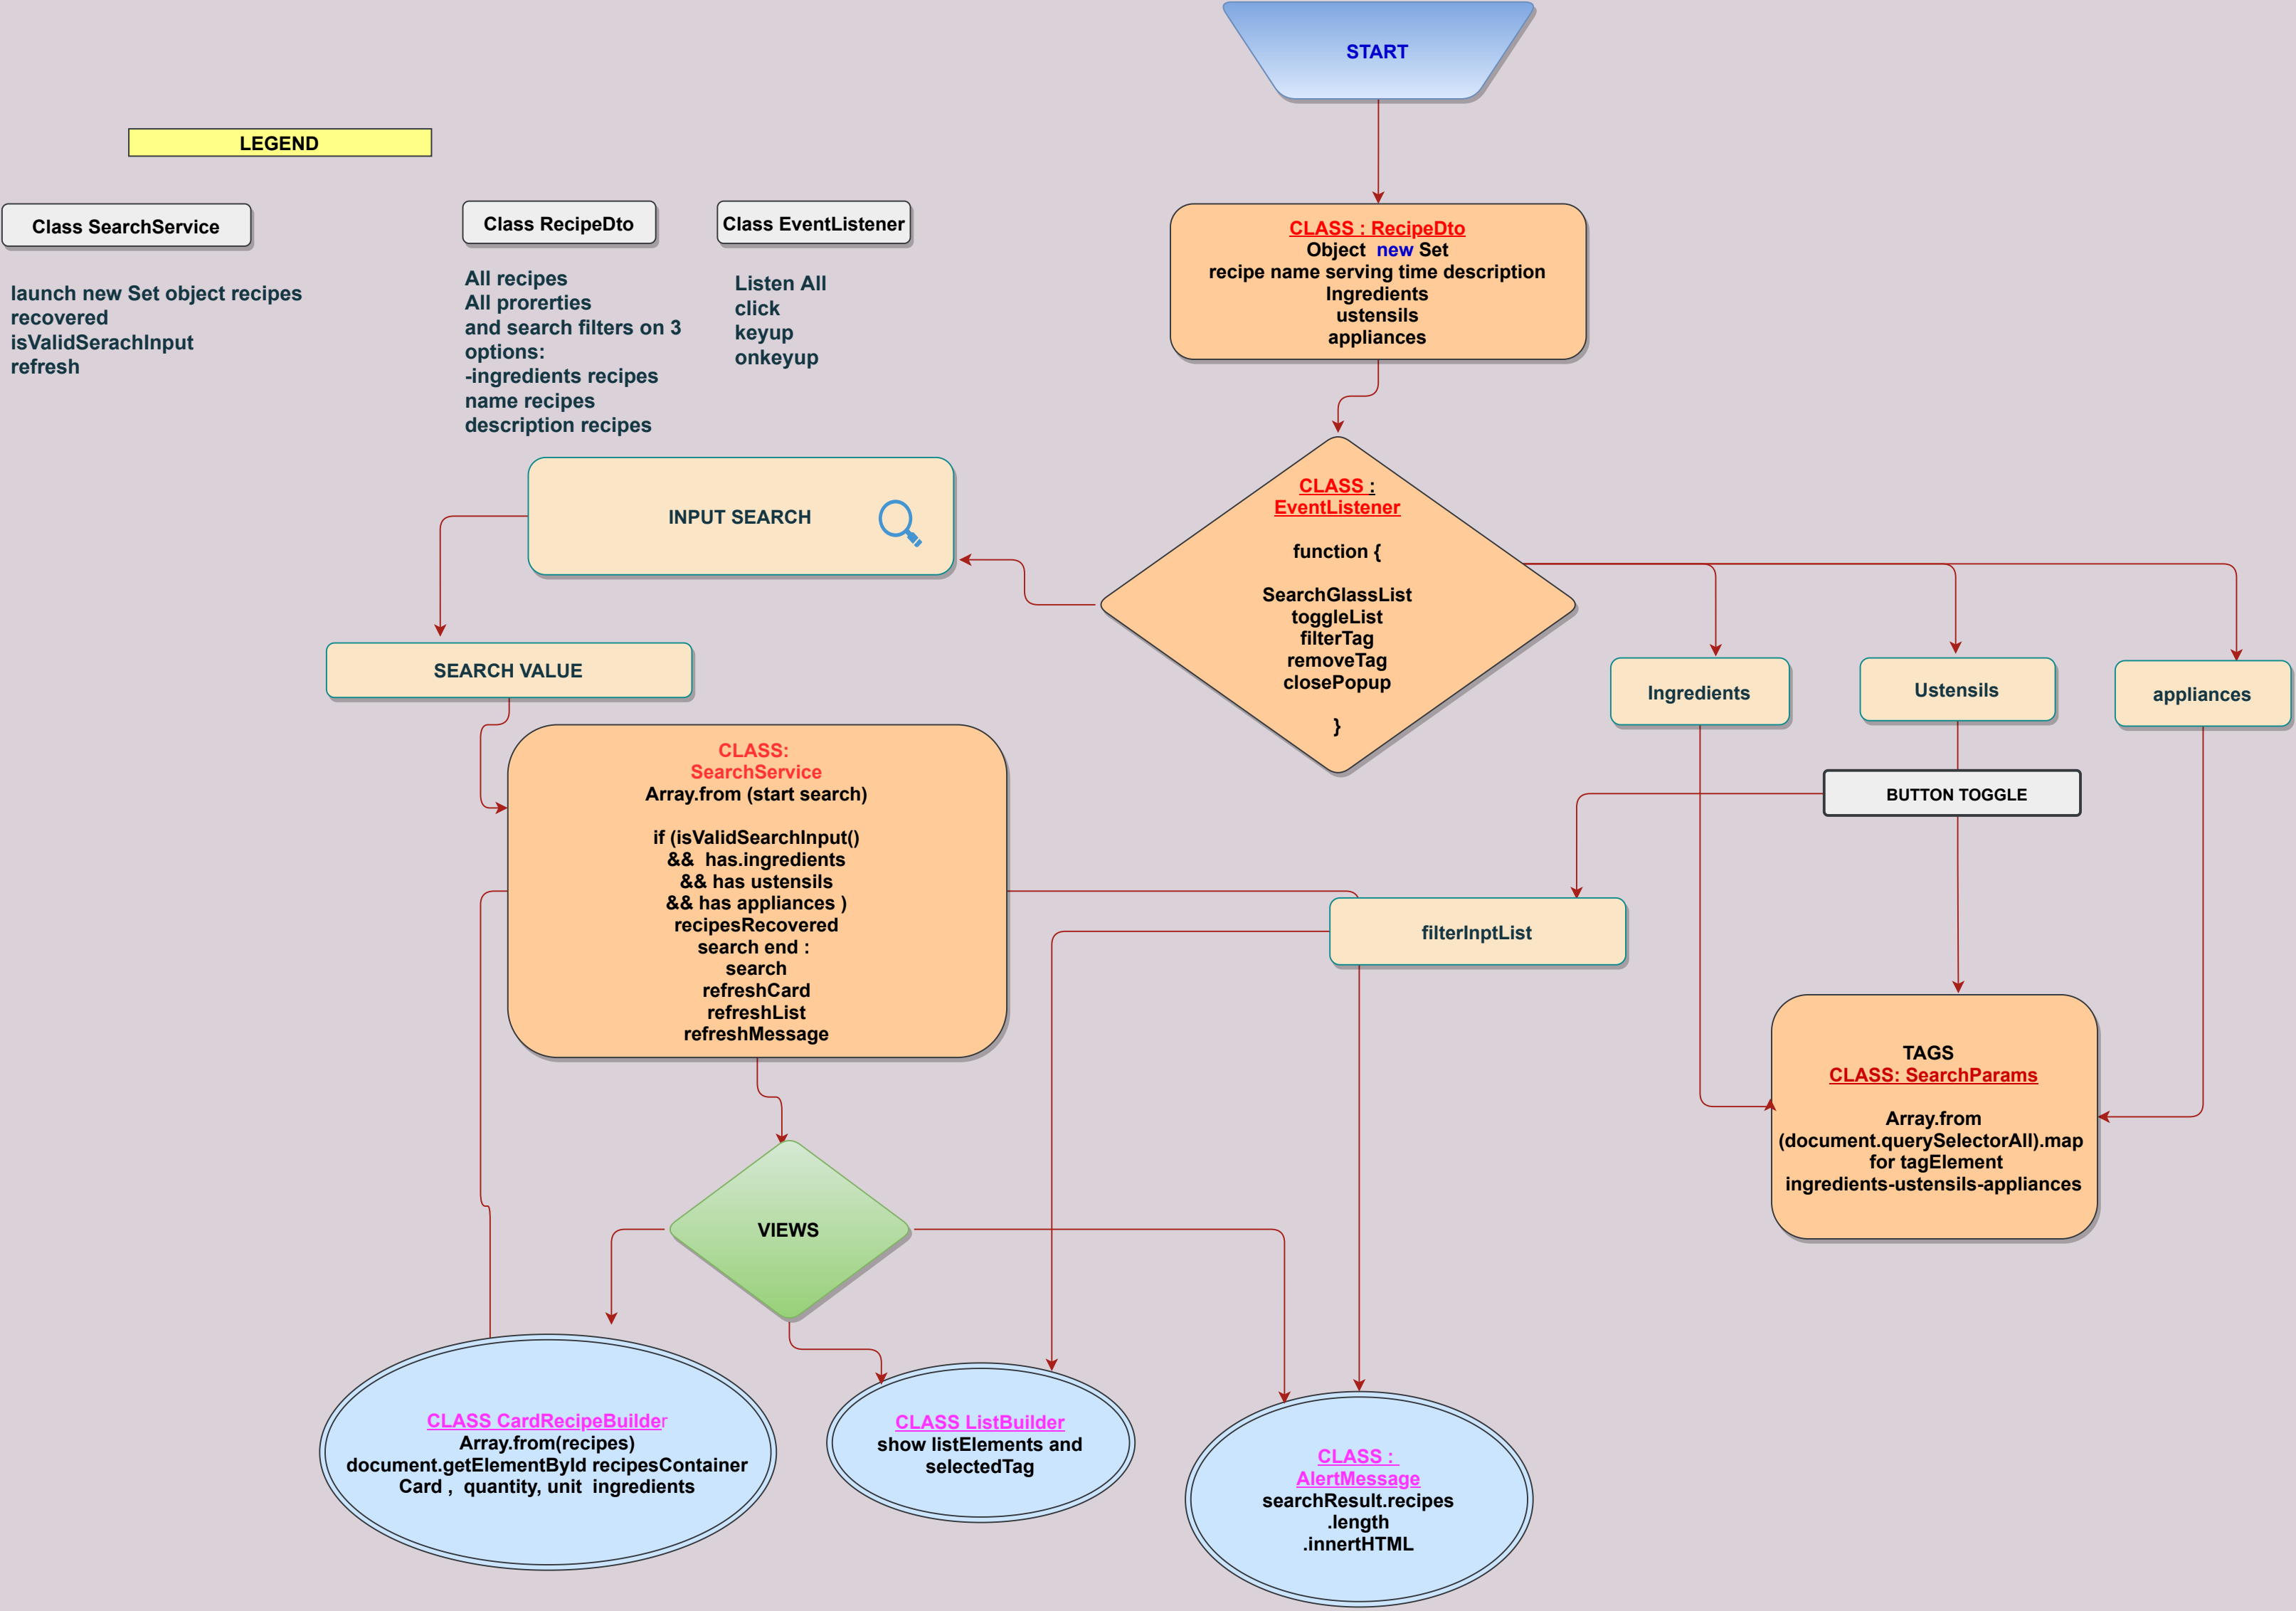 START
LEGEND
Class SearchService
launch new Set object recipes
recovered
isValidSerachInput
refresh
Class RecipeDto
All recipes
All prorerties
and search filters on 3
options:
-ingredients recipes
name recipes
description recipes
Class EventListener
Listen All
click
keyup
onkeyup
CLASS : RecipeDto
Object new Set
recipe name serving time description
Ingredients
ustensils
appliances
CLASS :
EventListener
function {
SearchGlassList
toggleList
filterTag
removeTag
closePopup
}
INPUT SEARCH
SEARCH VALUE
Ingredients
Ustensils
appliances
BUTTON TOGGLE
CLASS:
SearchService
Array.from (start search)
if (isValidSearchInput()
&& has.ingredients
&& has ustensils
&& has appliances )
recipesRecovered
search end :
search
refreshCard
refreshList
refreshMessage
filterInptList
TAGS
CLASS: SearchParams
Array.from
(document.querySelectorAll).map
for tagElement
ingredients-ustensils-appliances
VIEWS
CLASS CardRecipeBuilder
Array.from(recipes)
document.getElementById recipesContainer
Card , quantity, unit ingredients
CLASS ListBuilder
show listElements and
selectedTag
CLASS :
AlertMessage
searchResult.recipes
.length
.innertHTML